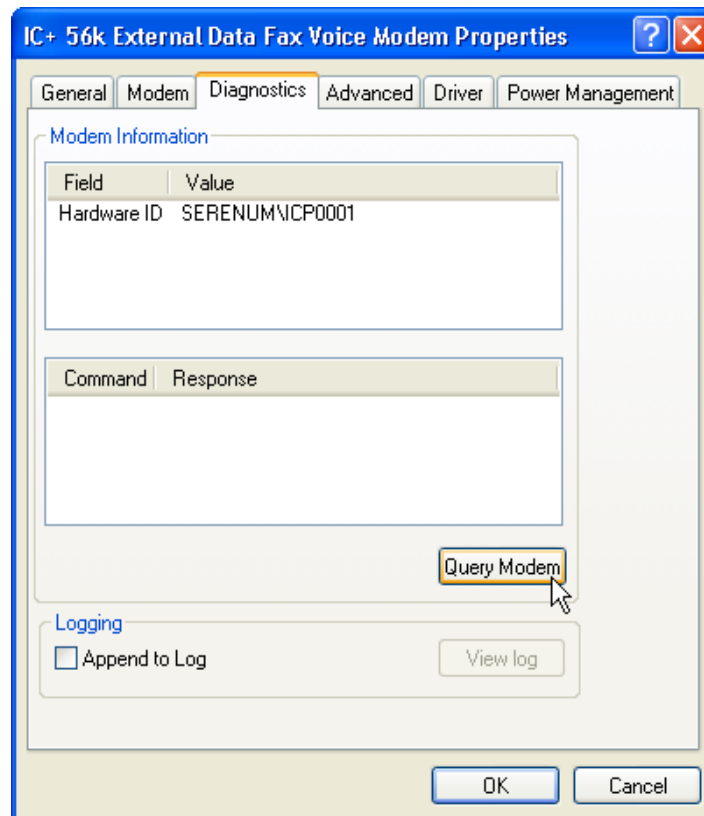 IC+ 56k External Data Fax Voice Modem Properties
General Modem Diagnostics Advanced Driver Power Management
Modem Information
Field Value
Hardware ID SERENUM\ICP0001
Command Response
Query Modem
Logging
Append to Log View log
OK Cancel